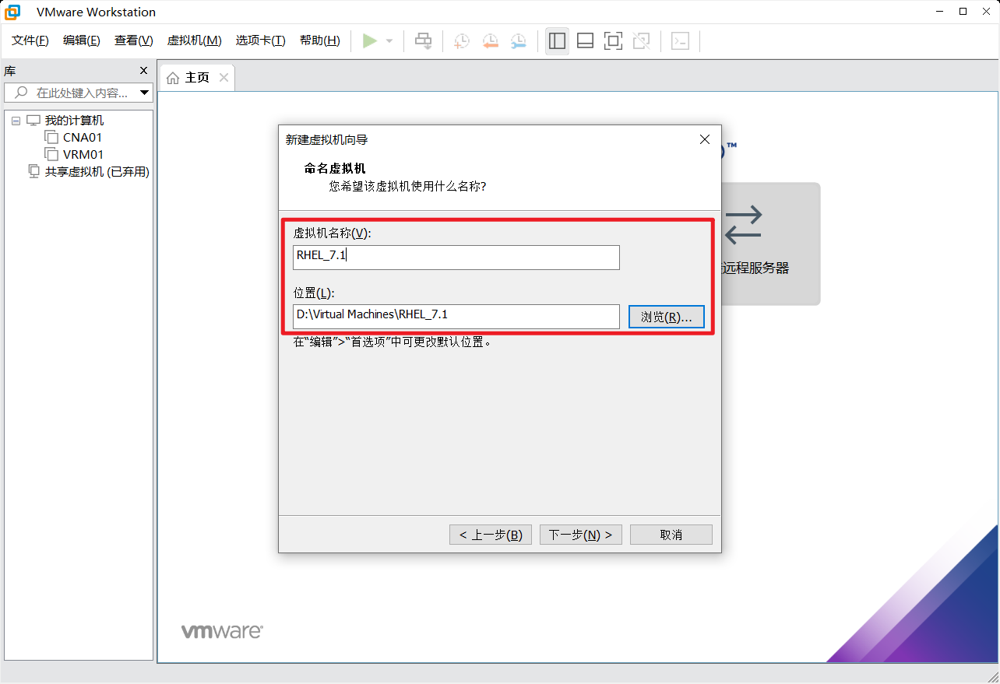 VMware Workstation
文件(F) 编辑(E) 查看(V) 虚拟机(M) 选项卡(T) 帮助(H)
库
在此处键入内容...
我的计算机
CNA01
VRM01
共享虚拟机 (已弃用)
主页
™
远程服务器
新建虚拟机向导
命名虚拟机
您希望该虚拟机使用什么名称?
虚拟机名称(V):
RHEL_7.1
位置(L):
D:\Virtual Machines\RHEL_7.1
浏览(R)...
在“编辑”>“首选项”中可更改默认位置。
< 上一步(B) 下一步(N) > 取消
vmware